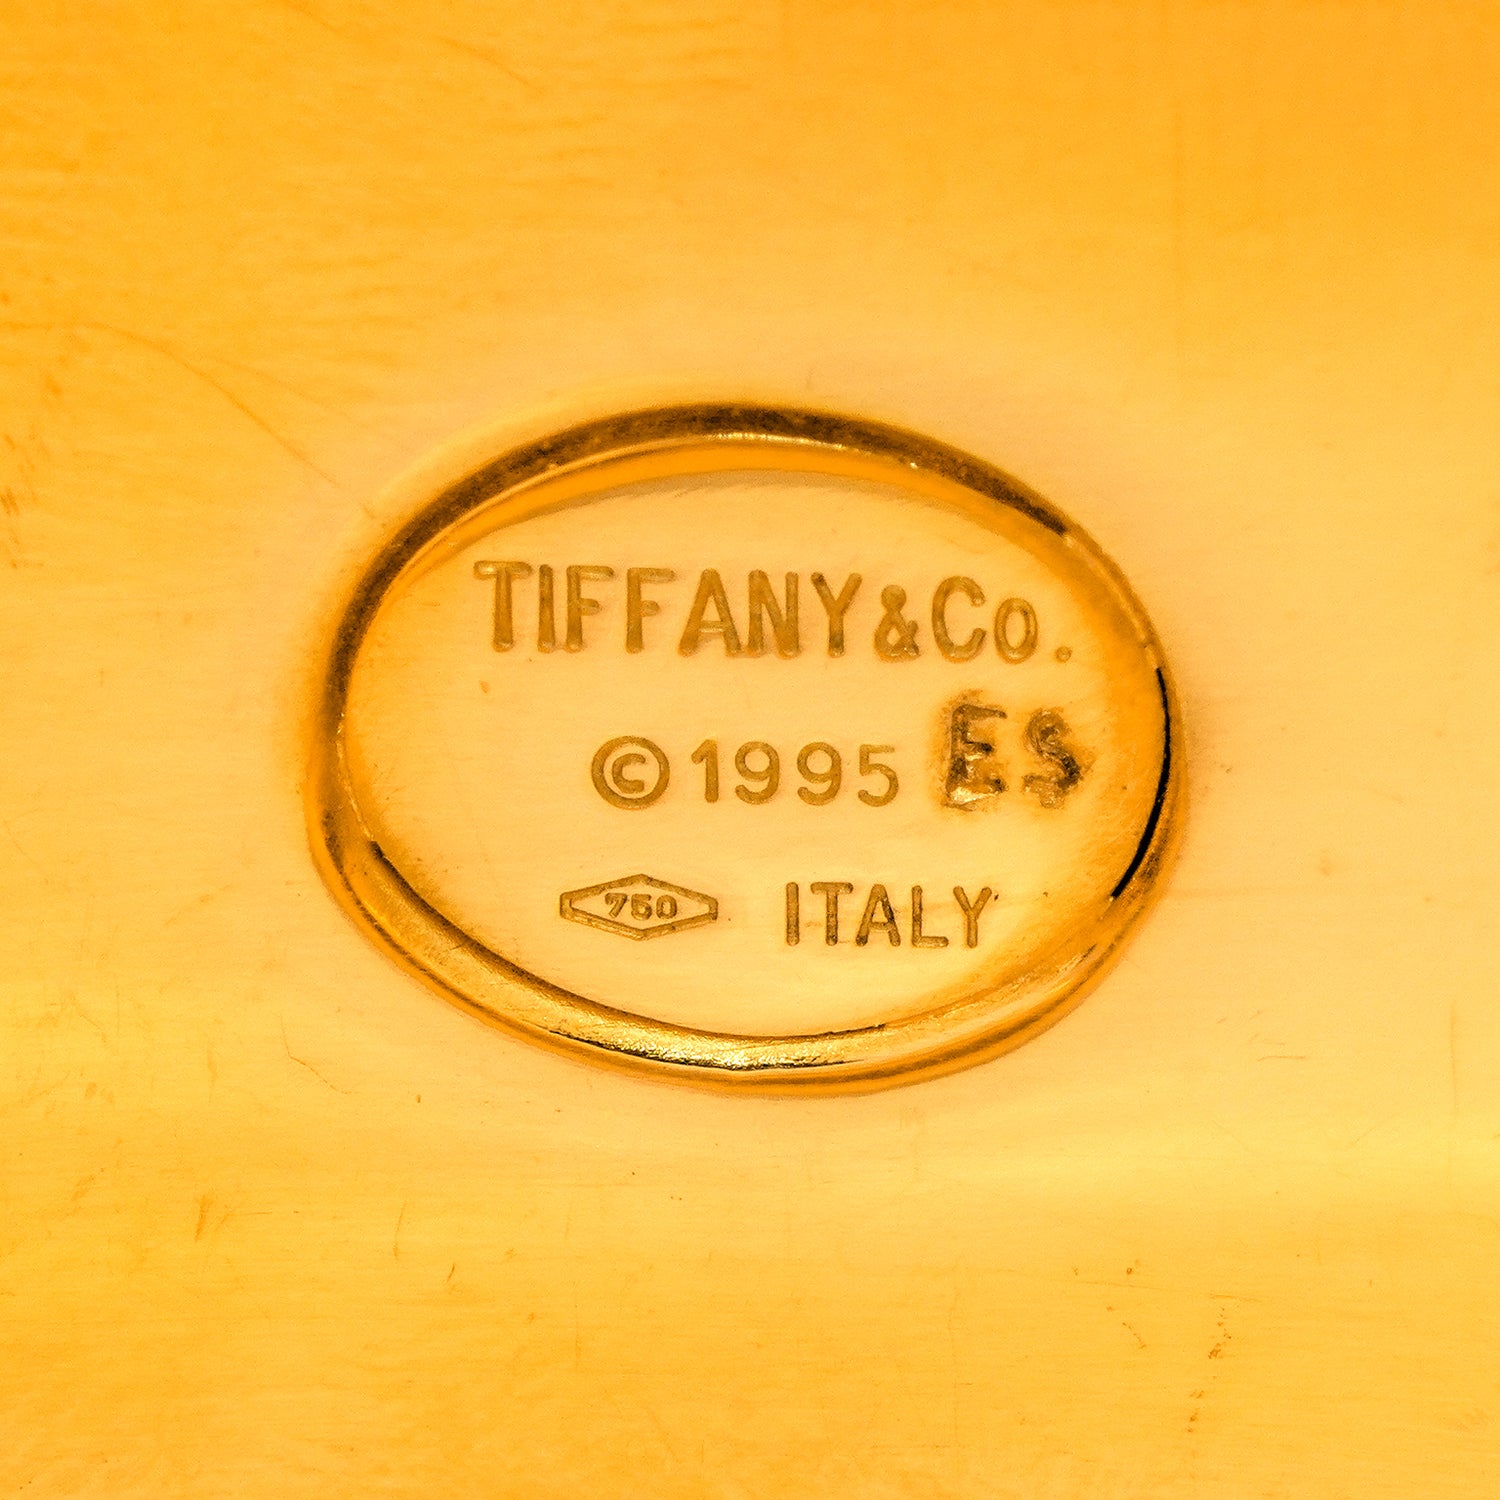 TIFFANY & Co.
© 1995 ES
750 ITALY